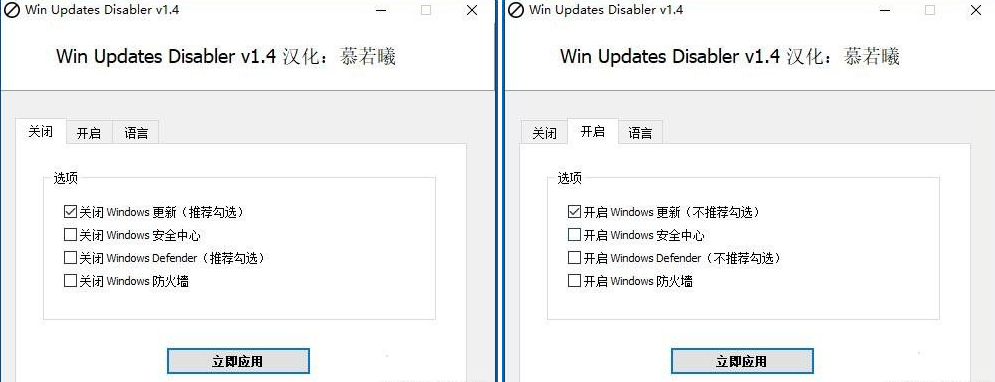 Win Updates Disabler v1.4
Win Updates Disabler v1.4 汉化：慕若曦
关闭 开启 语言
选项
关闭 Windows 更新（推荐勾选）
关闭 Windows 安全中心
关闭 Windows Defender（推荐勾选）
关闭 Windows 防火墙
立即应用
Win Updates Disabler v1.4
Win Updates Disabler v1.4 汉化：慕若曦
关闭 开启 语言
选项
开启 Windows 更新（不推荐勾选）
开启 Windows 安全中心
开启 Windows Defender（不推荐勾选）
开启 Windows 防火墙
立即应用